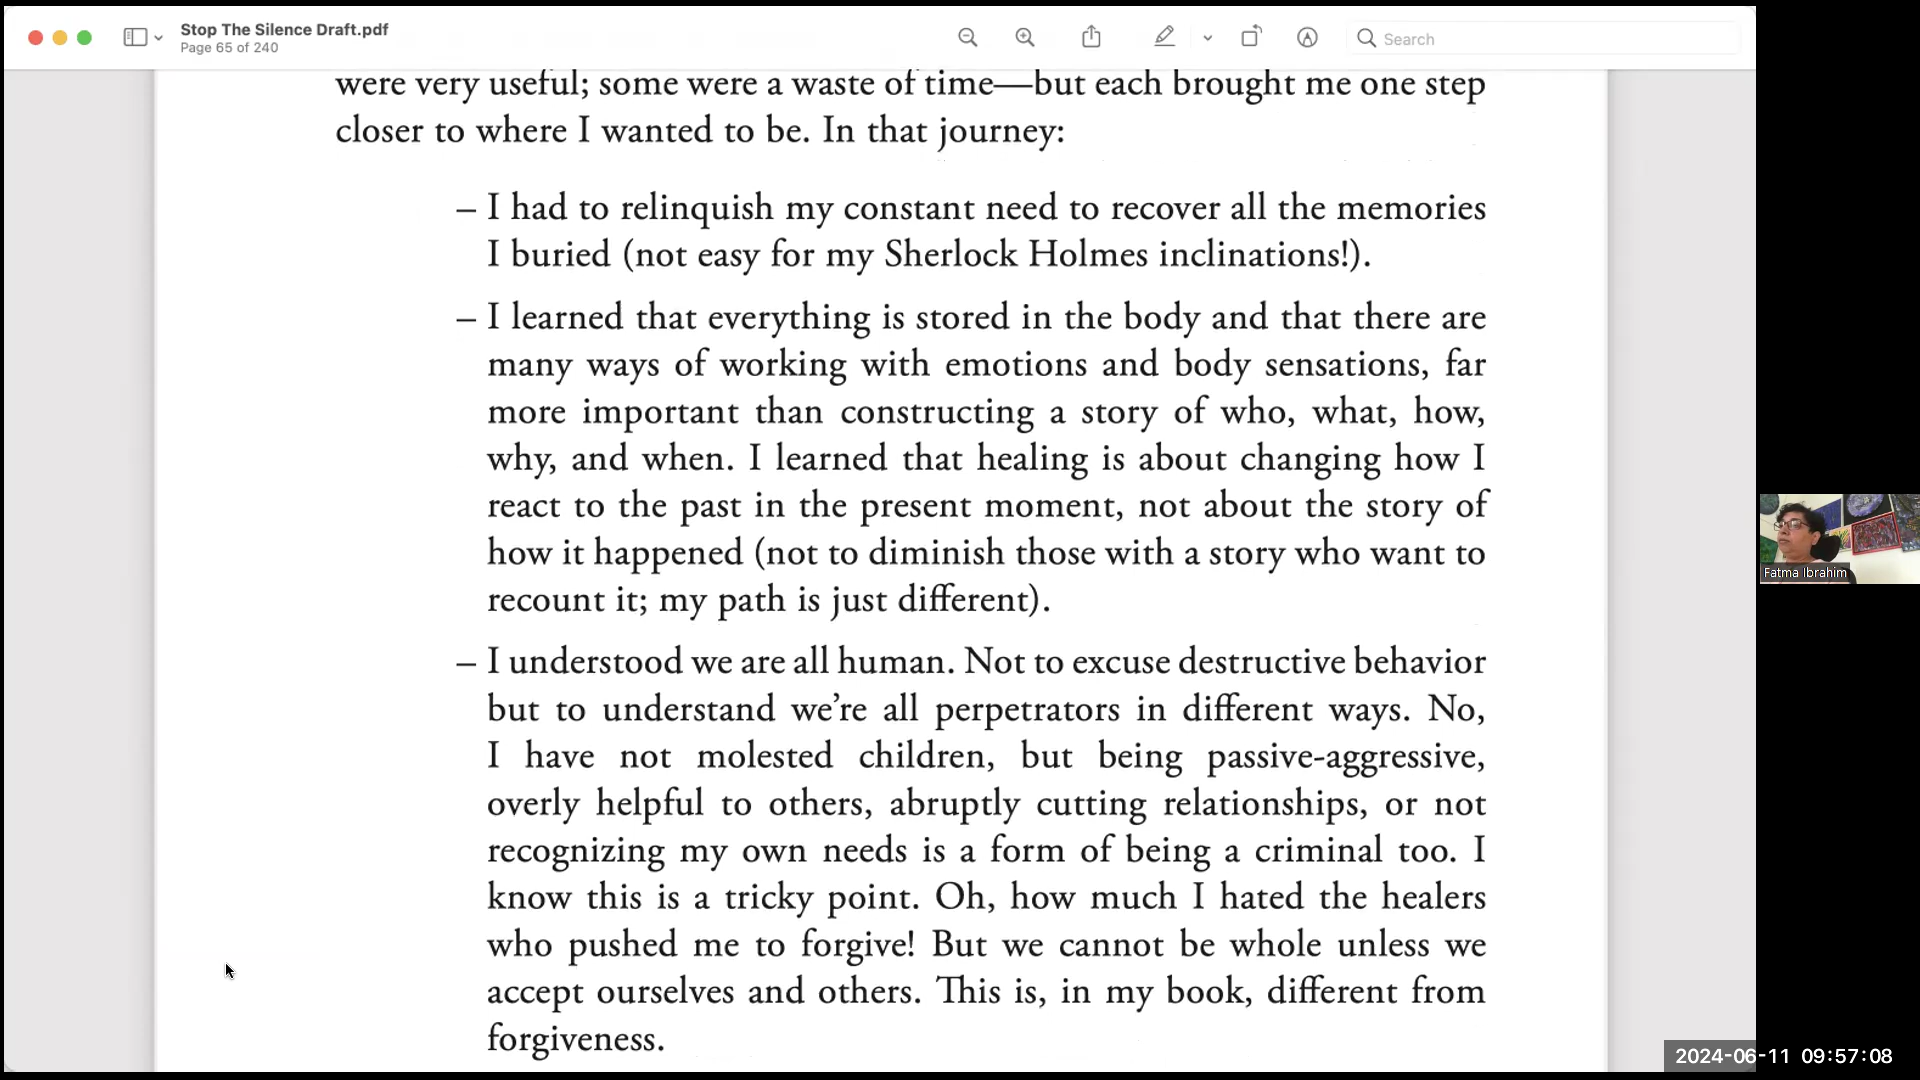 Stop The Silence Draft.pdf
Page 65 of 240
Search
were very useful; some were a waste of time—but each brought me one step
closer to where I wanted to be. In that journey:
– I had to relinquish my constant need to recover all the memories
I buried (not easy for my Sherlock Holmes inclinations!).
– I learned that everything is stored in the body and that there are
many ways of working with emotions and body sensations, far
more important than constructing a story of who, what, how,
why, and when. I learned that healing is about changing how I
react to the past in the present moment, not about the story of
how it happened (not to diminish those with a story who want to
recount it; my path is just different).
– I understood we are all human. Not to excuse destructive behavior
but to understand we’re all perpetrators in different ways. No,
I have not molested children, but being passive-aggressive,
overly helpful to others, abruptly cutting relationships, or not
recognizing my own needs is a form of being a criminal too. I
know this is a tricky point. Oh, how much I hated the healers
who pushed me to forgive! But we cannot be whole unless we
accept ourselves and others. This is, in my book, different from
forgiveness.
Fatma Ibrahim
2024-06-11 09:57:08